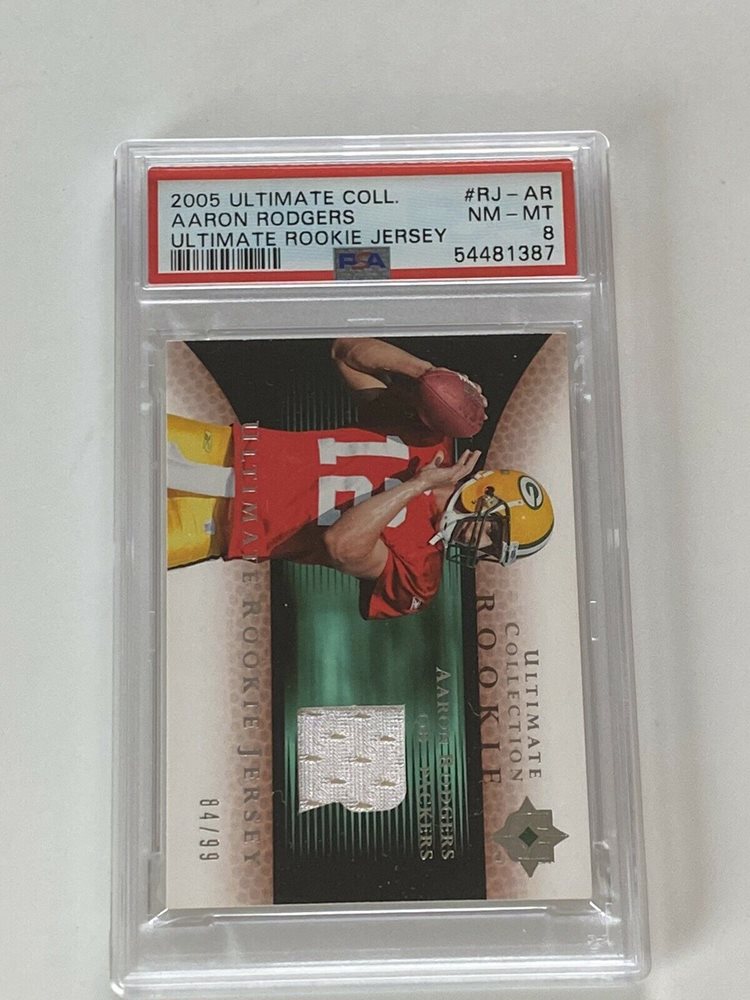 2005 ULTIMATE COLL.
#RJ-AR
AARON RODGERS
NM-MT
ULTIMATE ROOKIE JERSEY
8
PSA
54481387
12
G
ULTIMATE
COLLECTION
ROOKIE
AARON RODGERS
QB, PACKERS
ULTIMATE ROOKIE JERSEY
84/99